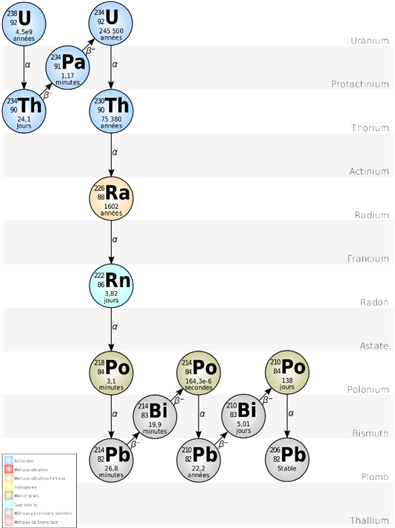 238
92
U
4,5e9
années
234
92
U
245 500
années
Uranium
α
β⁻
234
91
Pa
1,17
minutes
β⁻
α
Protactinium
234
90
Th
24,1
jours
230
90
Th
75 380
années
Thorium
α
Actinium
226
88
Ra
1602
années
Radium
α
Francium
222
86
Rn
3,82
jours
Radon
α
Astate
218
84
Po
3,1
minutes
214
84
Po
164,3e-6
secondes
210
84
Po
138
jours
Polonium
α
β⁻
214
83
Bi
19,9
minutes
β⁻
α
β⁻
210
83
Bi
5,01
jours
β⁻
α
Bismuth
214
82
Pb
26,8
minutes
210
82
Pb
22,2
années
206
82
Pb
Stable
Plomb
Thallium
Actinides
Métaux alcalins
Halogènes
Métalloïdes
Gaz nobles
Métaux de transition